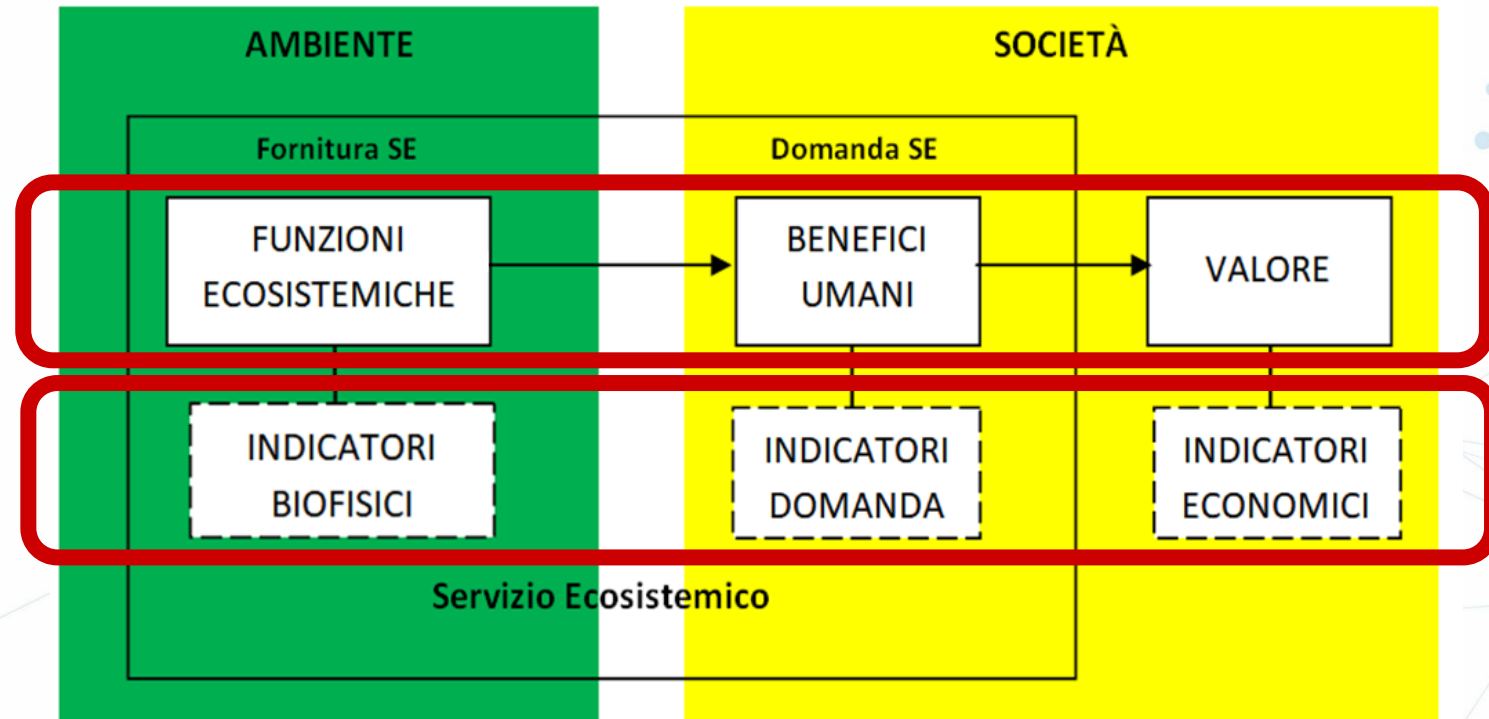 AMBIENTE
SOCIETÀ
Fornitura SE
Domanda SE
FUNZIONI
ECOSISTEMICHE
BENEFICI
UMANI
VALORE
INDICATORI
BIOFISICI
INDICATORI
DOMANDA
INDICATORI
ECONOMICI
Servizio Ecosistemico